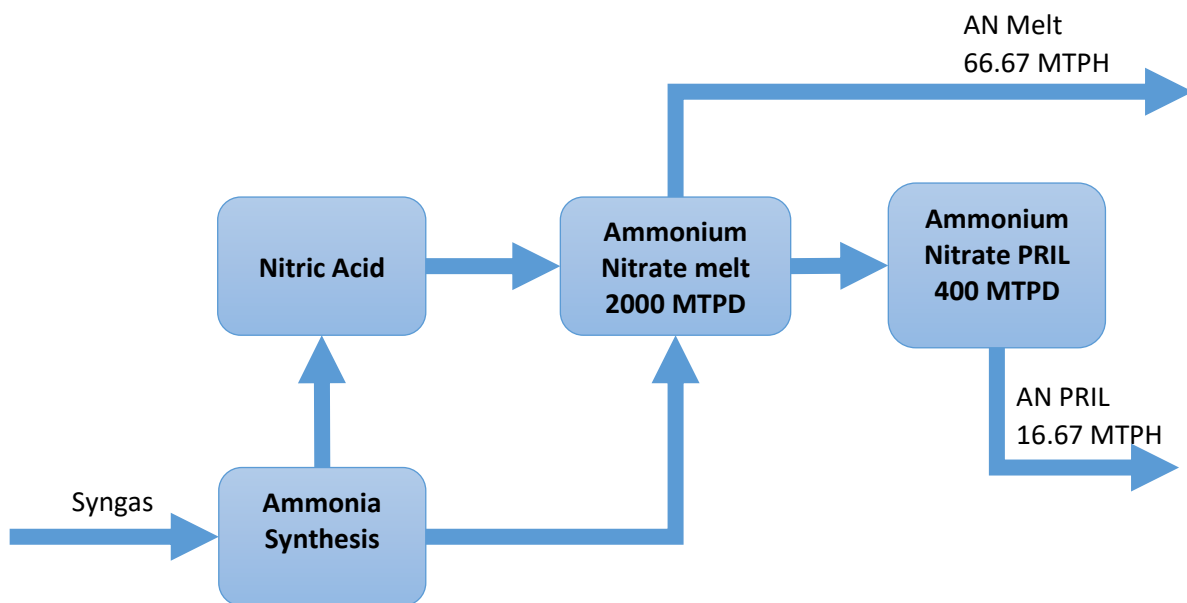 AN Melt
66.67 MTPH
Nitric Acid
Ammonium
Nitrate melt
2000 MTPD
Ammonium
Nitrate PRIL
400 MTPD
AN PRIL
16.67 MTPH
Syngas
Ammonia
Synthesis